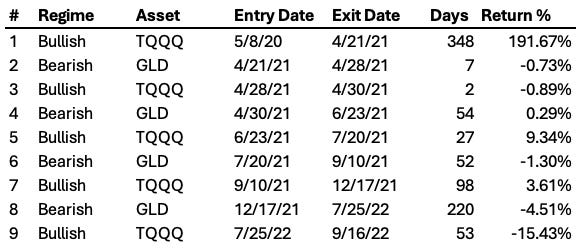 # Regime Asset Entry Date Exit Date Days Return %
1 Bullish TQQQ 5/8/20 4/21/21 348 191.67%
2 Bearish GLD 4/21/21 4/28/21 7 -0.73%
3 Bullish TQQQ 4/28/21 4/30/21 2 -0.89%
4 Bearish GLD 4/30/21 6/23/21 54 0.29%
5 Bullish TQQQ 6/23/21 7/20/21 27 9.34%
6 Bearish GLD 7/20/21 9/10/21 52 -1.30%
7 Bullish TQQQ 9/10/21 12/17/21 98 3.61%
8 Bearish GLD 12/17/21 7/25/22 220 -4.51%
9 Bullish TQQQ 7/25/22 9/16/22 53 -15.43%